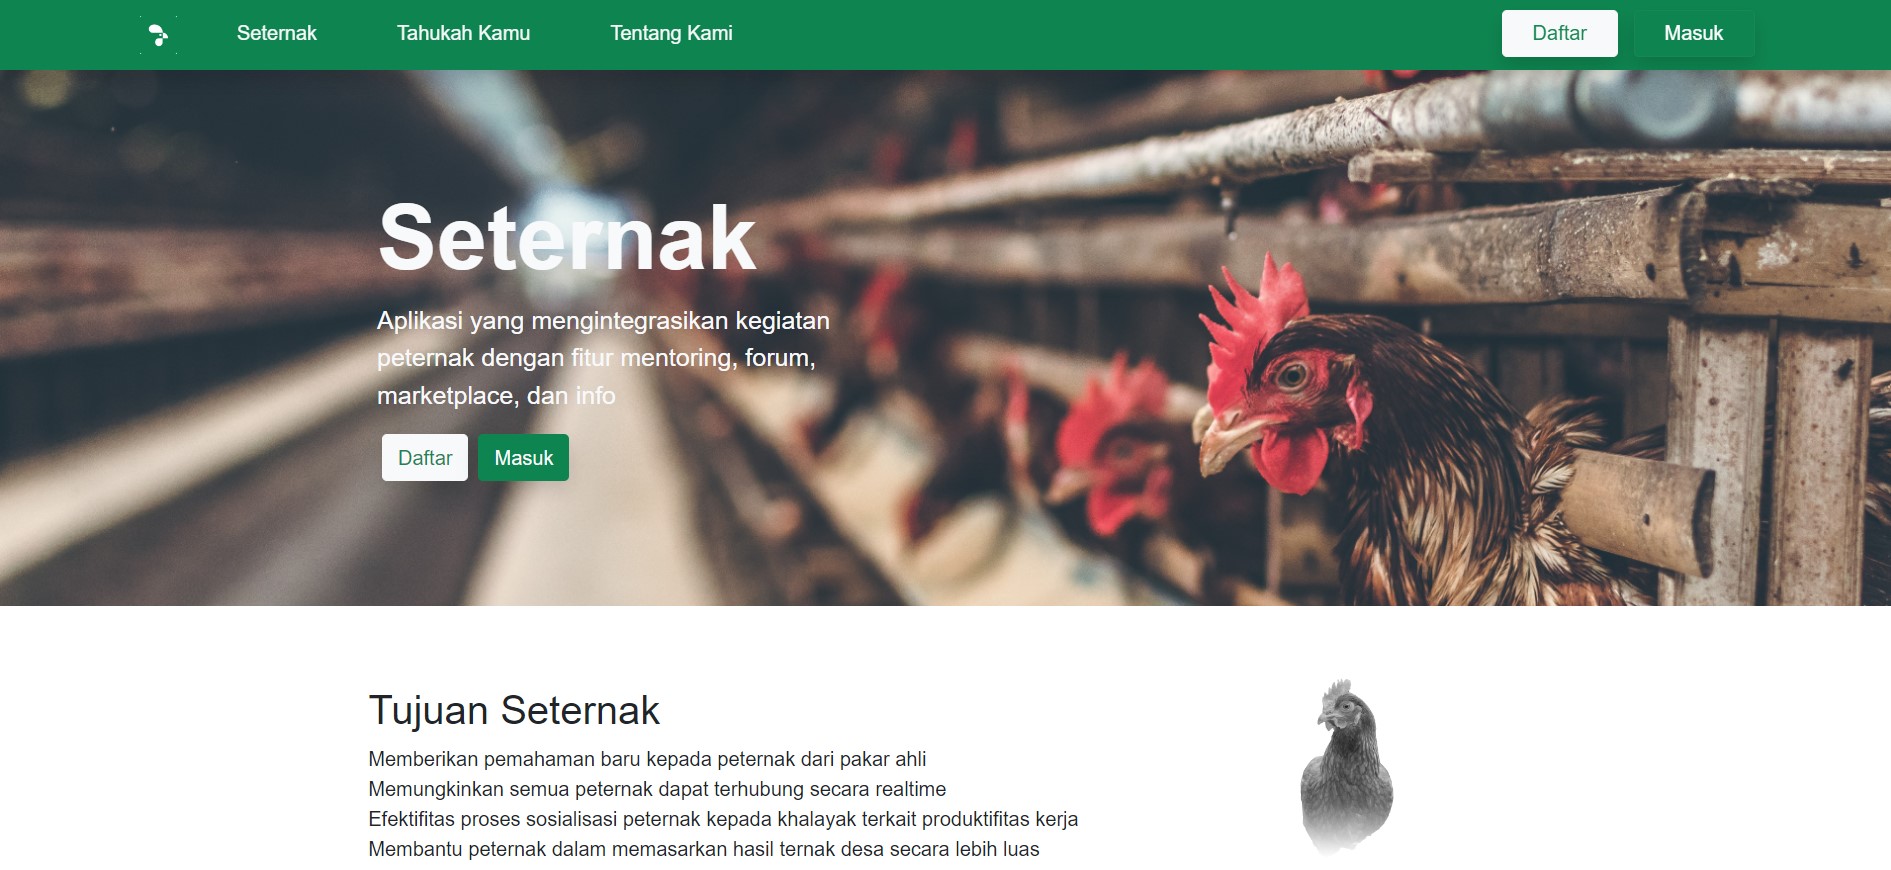 Seternak
Tahukah Kamu
Tentang Kami
Daftar
Masuk
Seternak
Aplikasi yang mengintegrasikan kegiatan
peternak dengan fitur mentoring, forum,
marketplace, dan info
Daftar
Masuk
Tujuan Seternak
Memberikan pemahaman baru kepada peternak dari pakar ahli
Memungkinkan semua peternak dapat terhubung secara realtime
Efektifitas proses sosialisasi peternak kepada khalayak terkait produktifitas kerja
Membantu peternak dalam memasarkan hasil ternak desa secara lebih luas